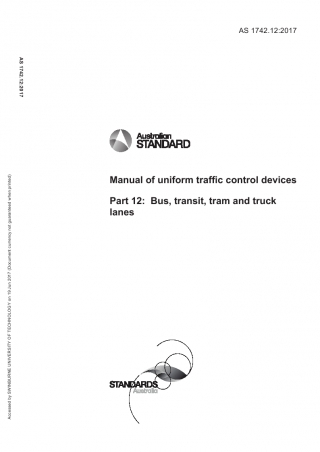 AS 1742.12:2017
AS 1742.12:2017
Australian
STANDARD
Manual of uniform traffic control devices
Part 12: Bus, transit, tram and truck
lanes
STANDARDS
Australia
Accessed by SWINBURNE UNIVERSITY OF TECHNOLOGY on 19 Jun 2017 (Document currency not guaranteed when printed)